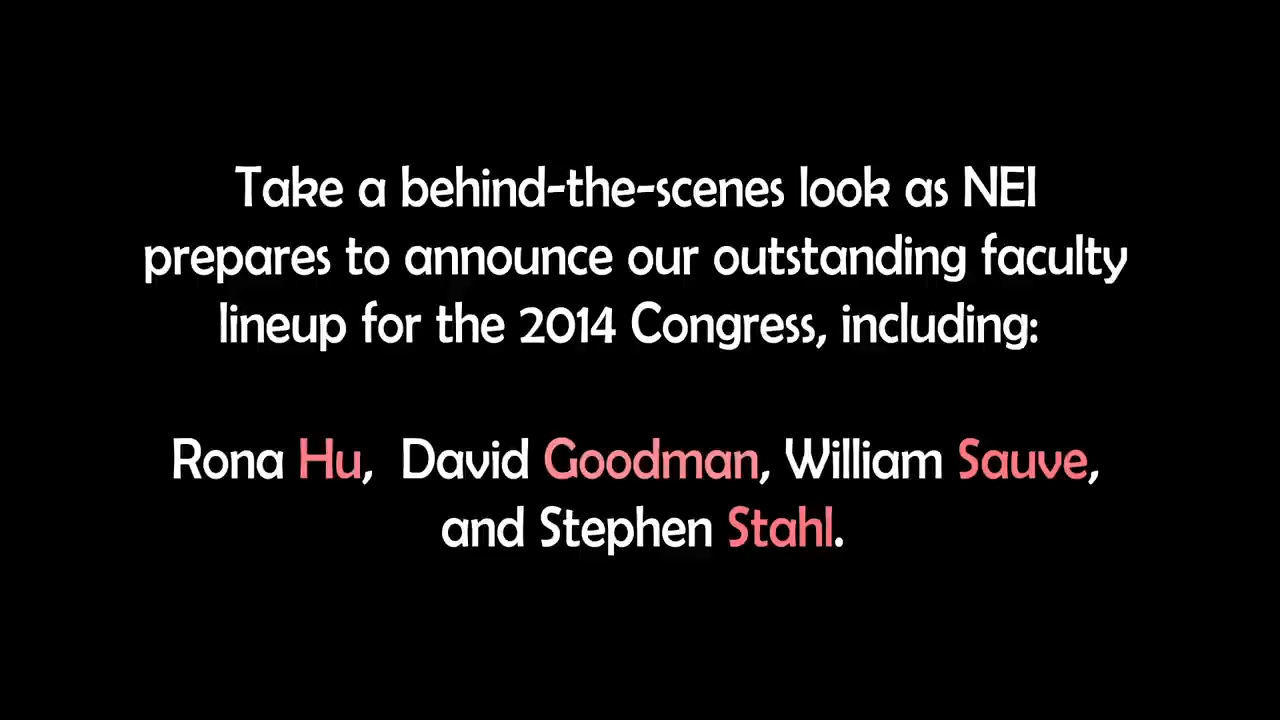 Take a behind-the-scenes look as NEI
prepares to announce our outstanding faculty
lineup for the 2014 Congress, including:
Rona Hu,  David Goodman, William Sauve,
and Stephen Stahl.